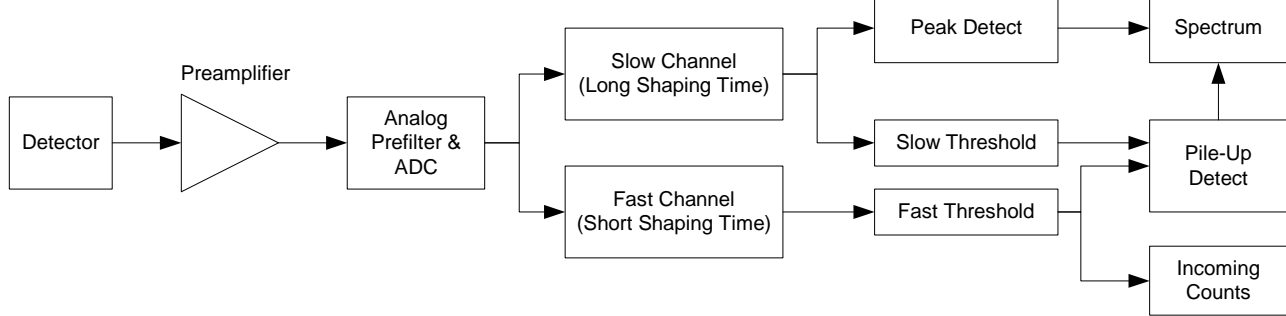 Detector
Preamplifier
Analog
Prefilter &
ADC
Slow Channel
(Long Shaping Time)
Fast Channel
(Short Shaping Time)
Peak Detect
Slow Threshold
Fast Threshold
Spectrum
Pile-Up
Detect
Incoming
Counts